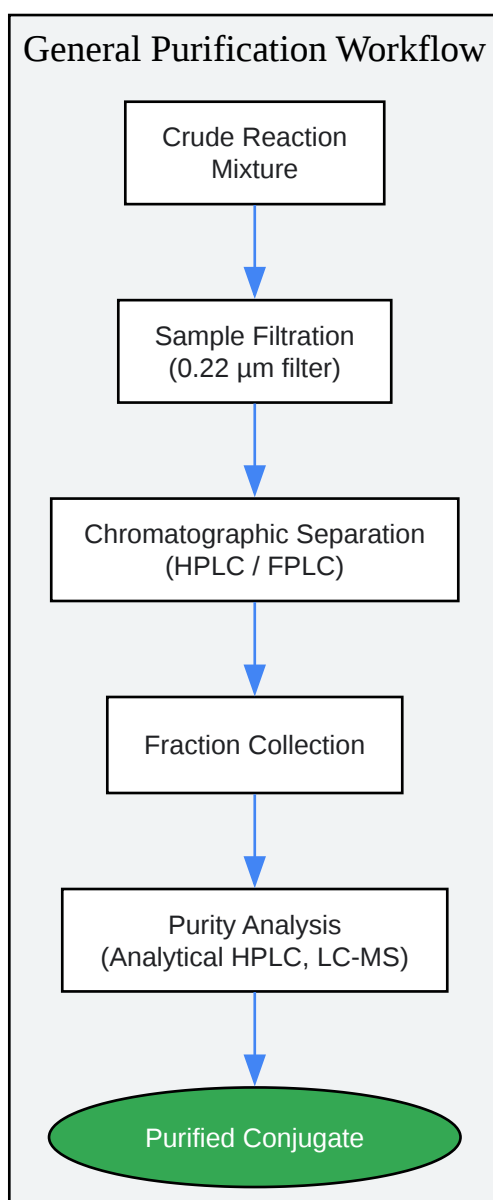 General Purification Workflow
Crude Reaction
Mixture
Sample Filtration
(0.22 µm filter)
Chromatographic Separation
(HPLC / FPLC)
Fraction Collection
Purity Analysis
(Analytical HPLC, LC-MS)
Purified Conjugate